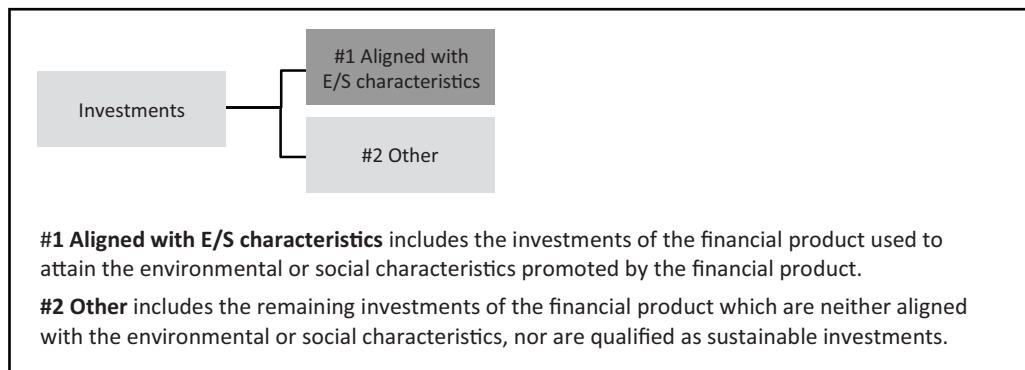 #1 Aligned with
E/S characteristics
Investments
#2 Other
#1 Aligned with E/S characteristics includes the investments of the financial product used to
attain the environmental or social characteristics promoted by the financial product.
#2 Other includes the remaining investments of the financial product which are neither aligned
with the environmental or social characteristics, nor are qualified as sustainable investments.